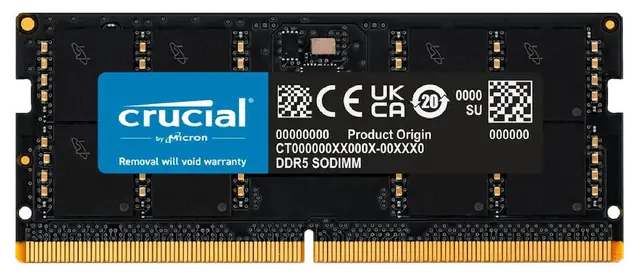 crucial
by Micron
Removal will void warranty
CE UK CA 20 0000
SU
00000000 Product Origin 000000
CT000000XX000X-00XXX0
DDR5 SODIMM